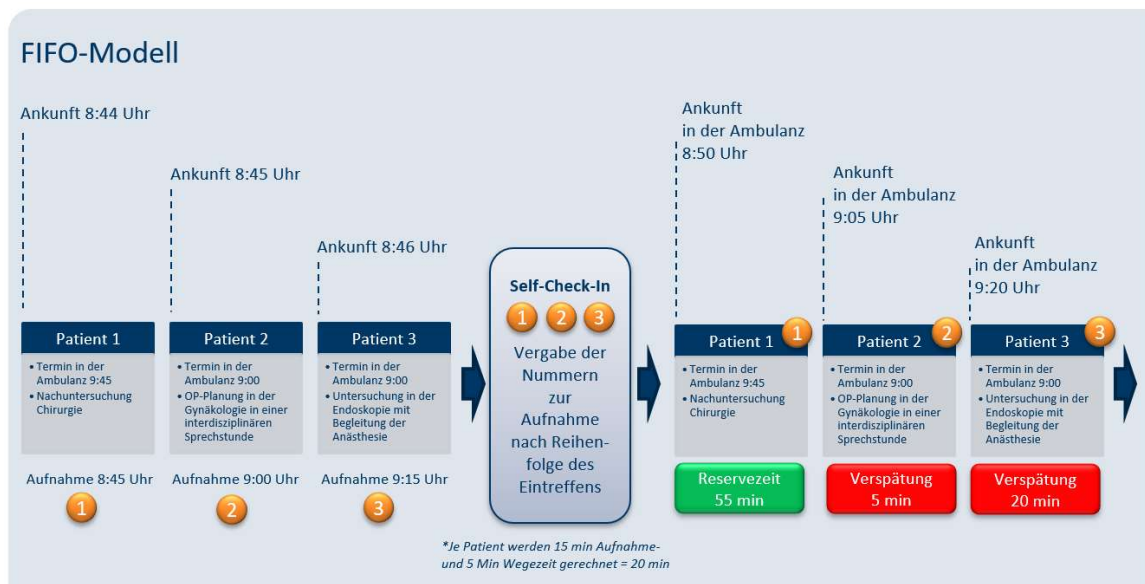 FIFO-Modell
Ankunft 8:44 Uhr
Ankunft 8:45 Uhr
Ankunft 8:46 Uhr
Patient 1
• Termin in der
Ambulanz 9:45
• Nachuntersuchung
Chirurgie
Aufnahme 8:45 Uhr
1
Patient 2
• Termin in der
Ambulanz 9:00
• OP-Planung in der
Gynäkologie in einer
interdisziplinären
Sprechstunde
Aufnahme 9:00 Uhr
2
Patient 3
• Termin in der
Ambulanz 9:00
• Untersuchung in der
Endoskopie mit
Begleitung der
Anästhesie
Aufnahme 9:15 Uhr
3
Self-Check-In
1 2 3
Vergabe der
Nummern
zur
Aufnahme
nach Reihen-
folge des
Eintreffens
*Je Patient werden 15 min Aufnahme-
und 5 Min Wegezeit gerechnet = 20 min
Ankunft
in der Ambulanz
8:50 Uhr
Ankunft
in der Ambulanz
9:05 Uhr
Ankunft
in der Ambulanz
9:20 Uhr
Patient 1
1
• Termin in der
Ambulanz 9:45
• Nachuntersuchung
Chirurgie
Reservezeit
55 min
Patient 2
2
• Termin in der
Ambulanz 9:00
• OP-Planung in der
Gynäkologie in einer
interdisziplinären
Sprechstunde
Verspätung
5 min
Patient 3
3
• Termin in der
Ambulanz 9:00
• Untersuchung in der
Endoskopie mit
Begleitung der
Anästhesie
Verspätung
20 min